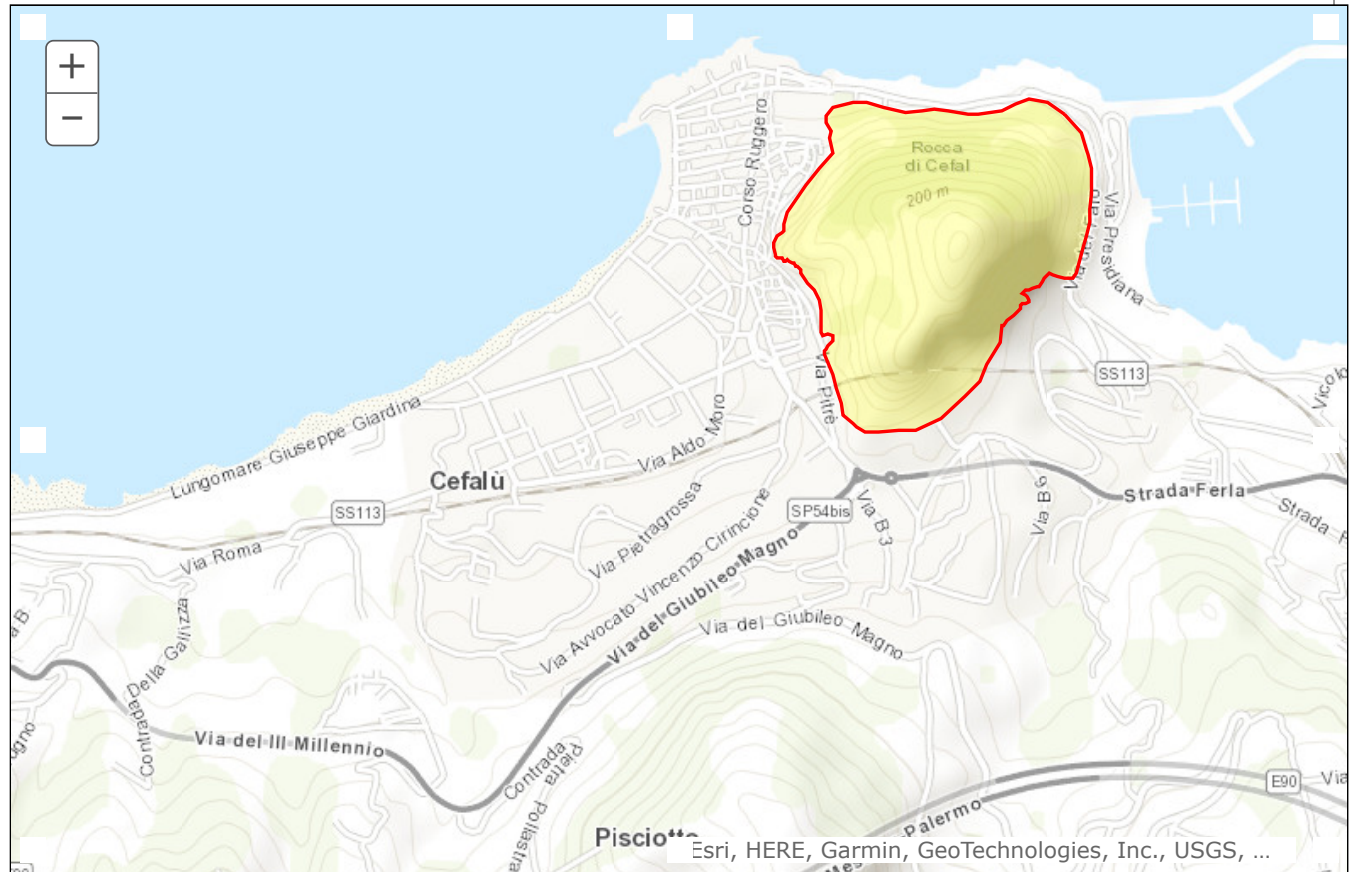 +
−
Corso Ruggero
Rocca
di Cefal
200 m
Via Presidiana
SS113
Via Pitrè
Lungomare Giuseppe Giardina
Via Aldo Moro
Cefalù
SS113
Via Roma
Via Pietragrossa
Via Avvocato Vincenzo Cirincione
SP54bis
Via B 3
Via B 9
Strada Ferla
Via del Giubileo Magno
Via del Giubileo Magno
Contrada Della Gallizza
Via del III Millennio
Contrada
Pietra Pollastra
E90
Palermo
Pisciotto
Esri, HERE, Garmin, GeoTechnologies, Inc., USGS, ...